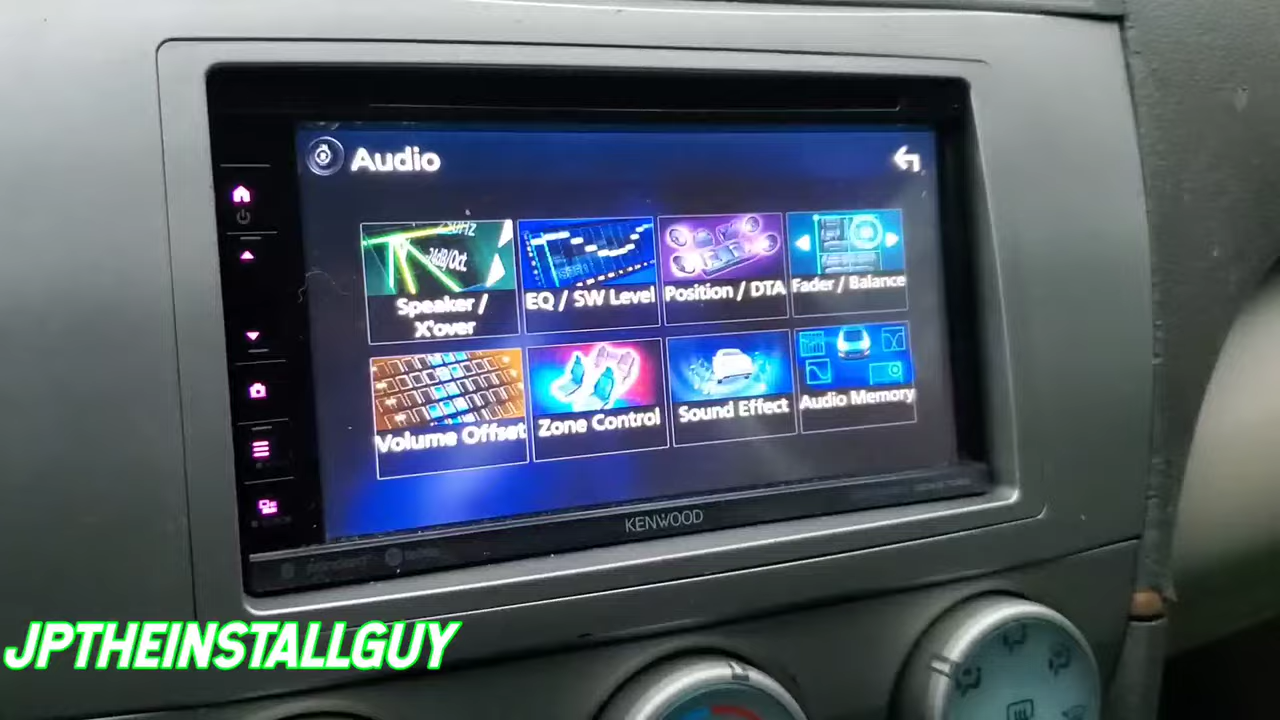 Audio
24dB/Oct
Speaker /
X'over
EQ / SW Level
Position / DTA
Fader / Balance
Volume Offset
Zone Control
Sound Effect
Audio Memory
KENWOOD
JPTHEINSTALLGUY